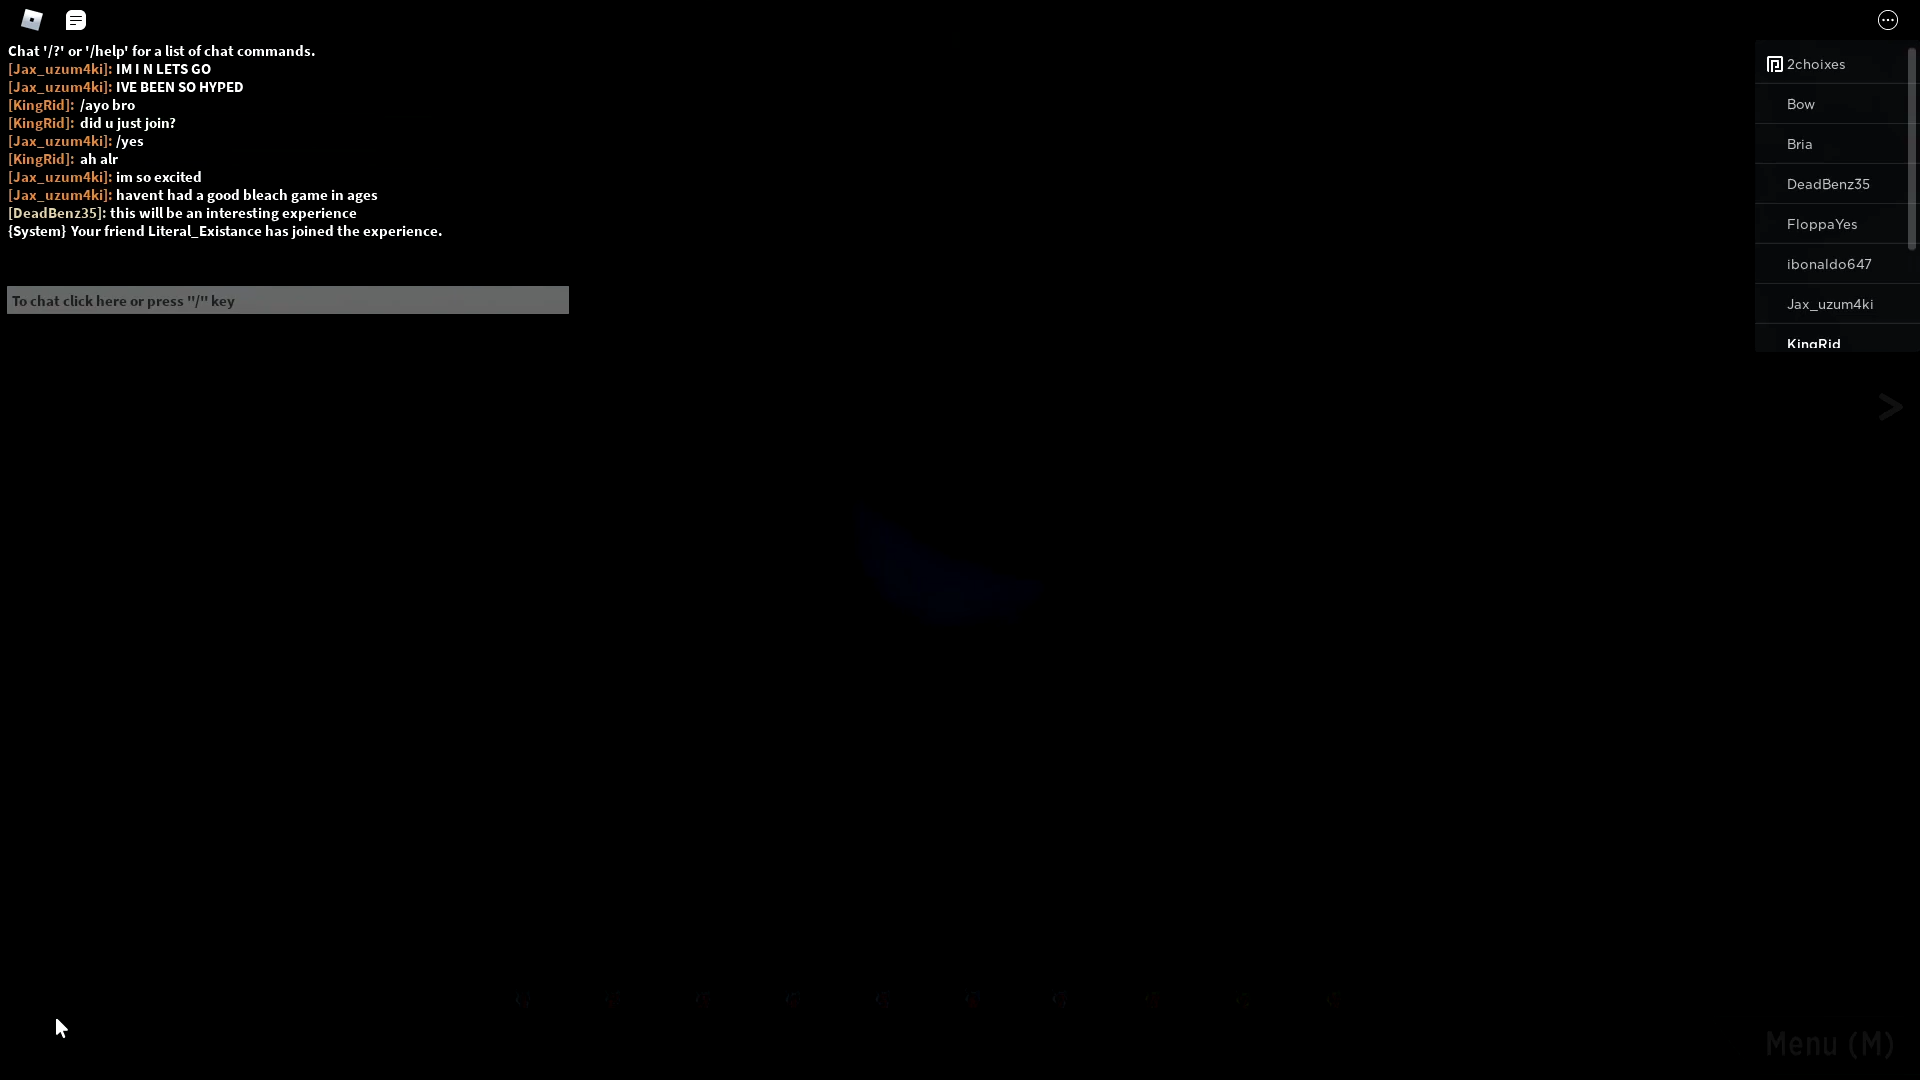 Chat '/?' or '/help' for a list of chat commands.
[Jax_uzum4ki]: IM I N LETS GO
[Jax_uzum4ki]: IVE BEEN SO HYPED
[KingRid]: /ayo bro
[KingRid]: did u just join?
[Jax_uzum4ki]: /yes
[KingRid]: ah alr
[Jax_uzum4ki]: im so excited
[Jax_uzum4ki]: havent had a good bleach game in ages
[DeadBenz35]: this will be an interesting experience
{System} Your friend Literal_Existance has joined the experience.
To chat click here or press "/" key
2choixes
Bow
Bria
DeadBenz35
FloppaYes
ibonaldo647
Jax_uzum4ki
KingRid
>
Menu (M)